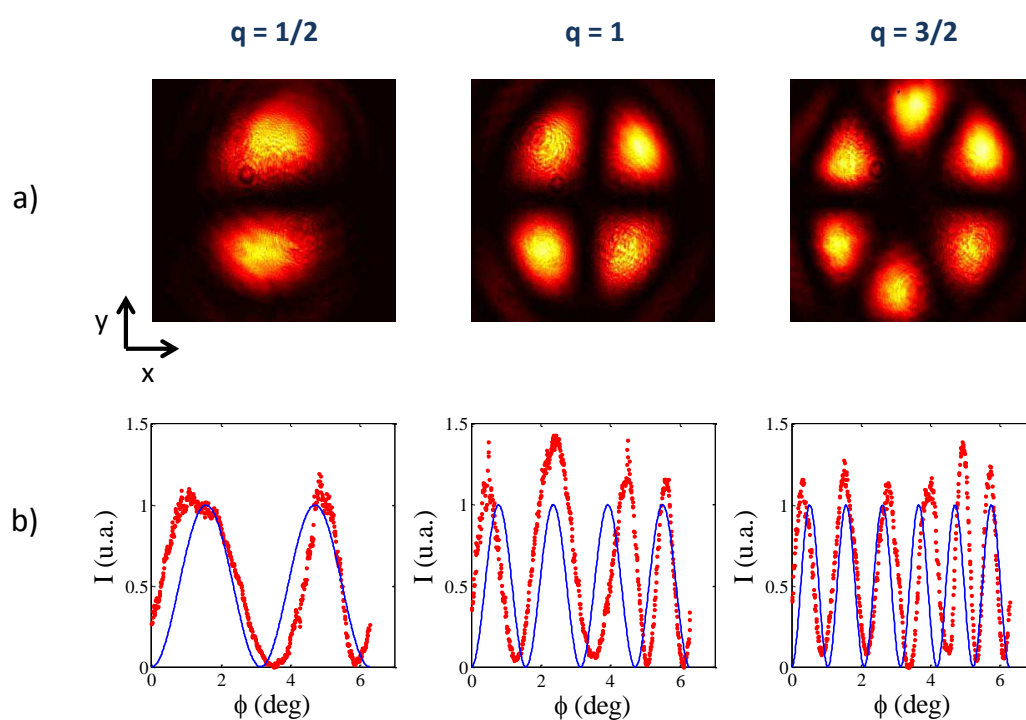 q = 1/2 q = 1 q = 3/2
a)
y
x
b)
1.5 1.5 1.5
1 1 1
0.5 0.5 0.5
0 0 0
I (u.a.) I (u.a.) I (u.a.)
0 2 4 6 0 2 4 6 0 2 4 6
ϕ (deg) ϕ (deg) ϕ (deg)